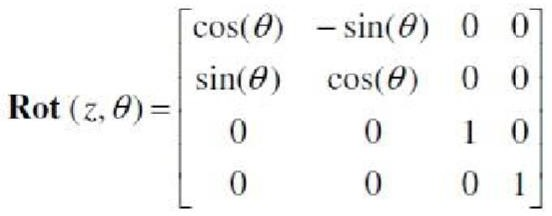 cos(θ) − sin(θ) 0 0
sin(θ) cos(θ) 0 0
Rot (z, θ) =
0 0 1 0
0 0 0 1